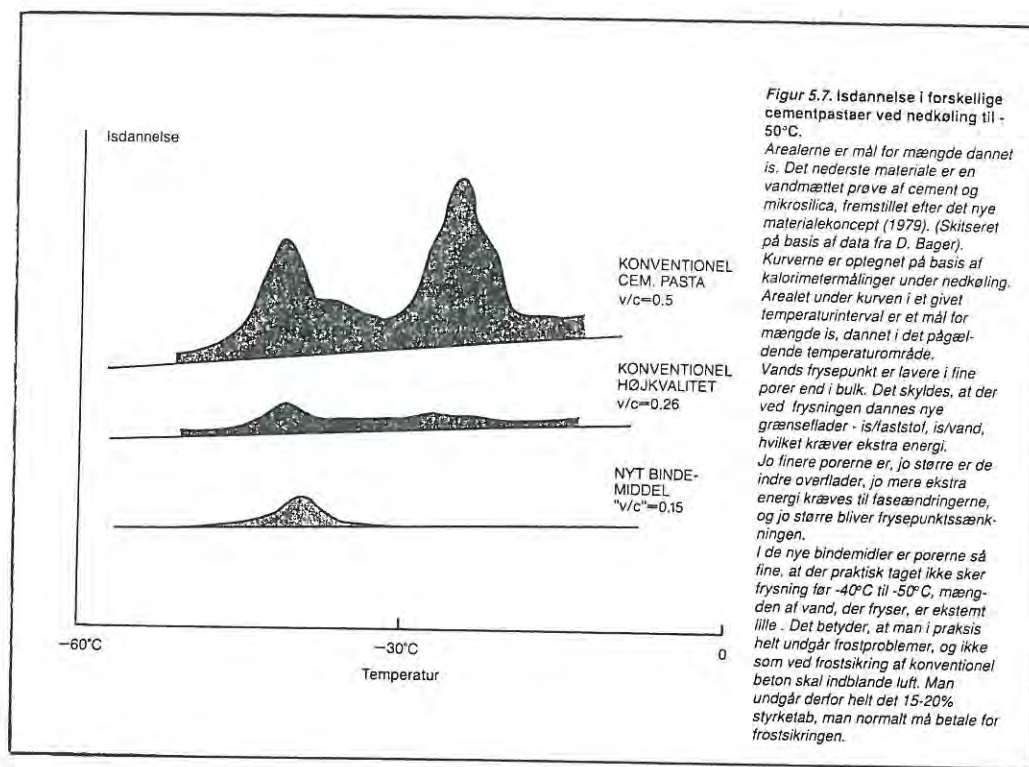 Isdannelse
KONVENTIONEL
CEM. PASTA
v/c=0.5
KONVENTIONEL
HØJKVALITET
v/c=0.26
NYT BINDE-
MIDDEL
"v/c"=0.15
−60°C
−30°C
0
Temperatur
Figur 5.7. Isdannelse i forskellige
cementpastaer ved nedkøling til -
50°C.
Arealerne er mål for mængde dannet
is. Det nederste materiale er en
vandmættet prøve af cement og
mikrosilica, fremstillet efter det nye
materialekoncept (1979). (Skitseret
på basis af data fra D. Bager).
Kurverne er optegnet på basis af
kalorimetermålinger under nedkøling.
Arealet under kurven i et givet
temperaturinterval er et mål for
mængde is, dannet i det pågæl-
dende temperaturområde.
Vands frysepunkt er lavere i fine
porer end i bulk. Det skyldes, at der
ved frysningen dannes nye
grænseflader - is/faststof, is/vand,
hvilket kræver ekstra energi.
Jo finere porerne er, jo større er de
indre overflader, jo mere ekstra
energi kræves til faseændringerne,
og jo større bliver frysepunktssænk-
ningen.
I de nye bindemidler er porerne så
fine, at der praktisk taget ikke sker
frysning før -40°C til -50°C, mæng-
den af vand, der fryser, er ekstemt
lille . Det betyder, at man i praksis
helt undgår frostproblemer, og ikke
som ved frostsikring af konventionel
beton skal indblande luft. Man
undgår derfor helt det 15-20%
styrketab, man normalt må betale for
frostsikringen.